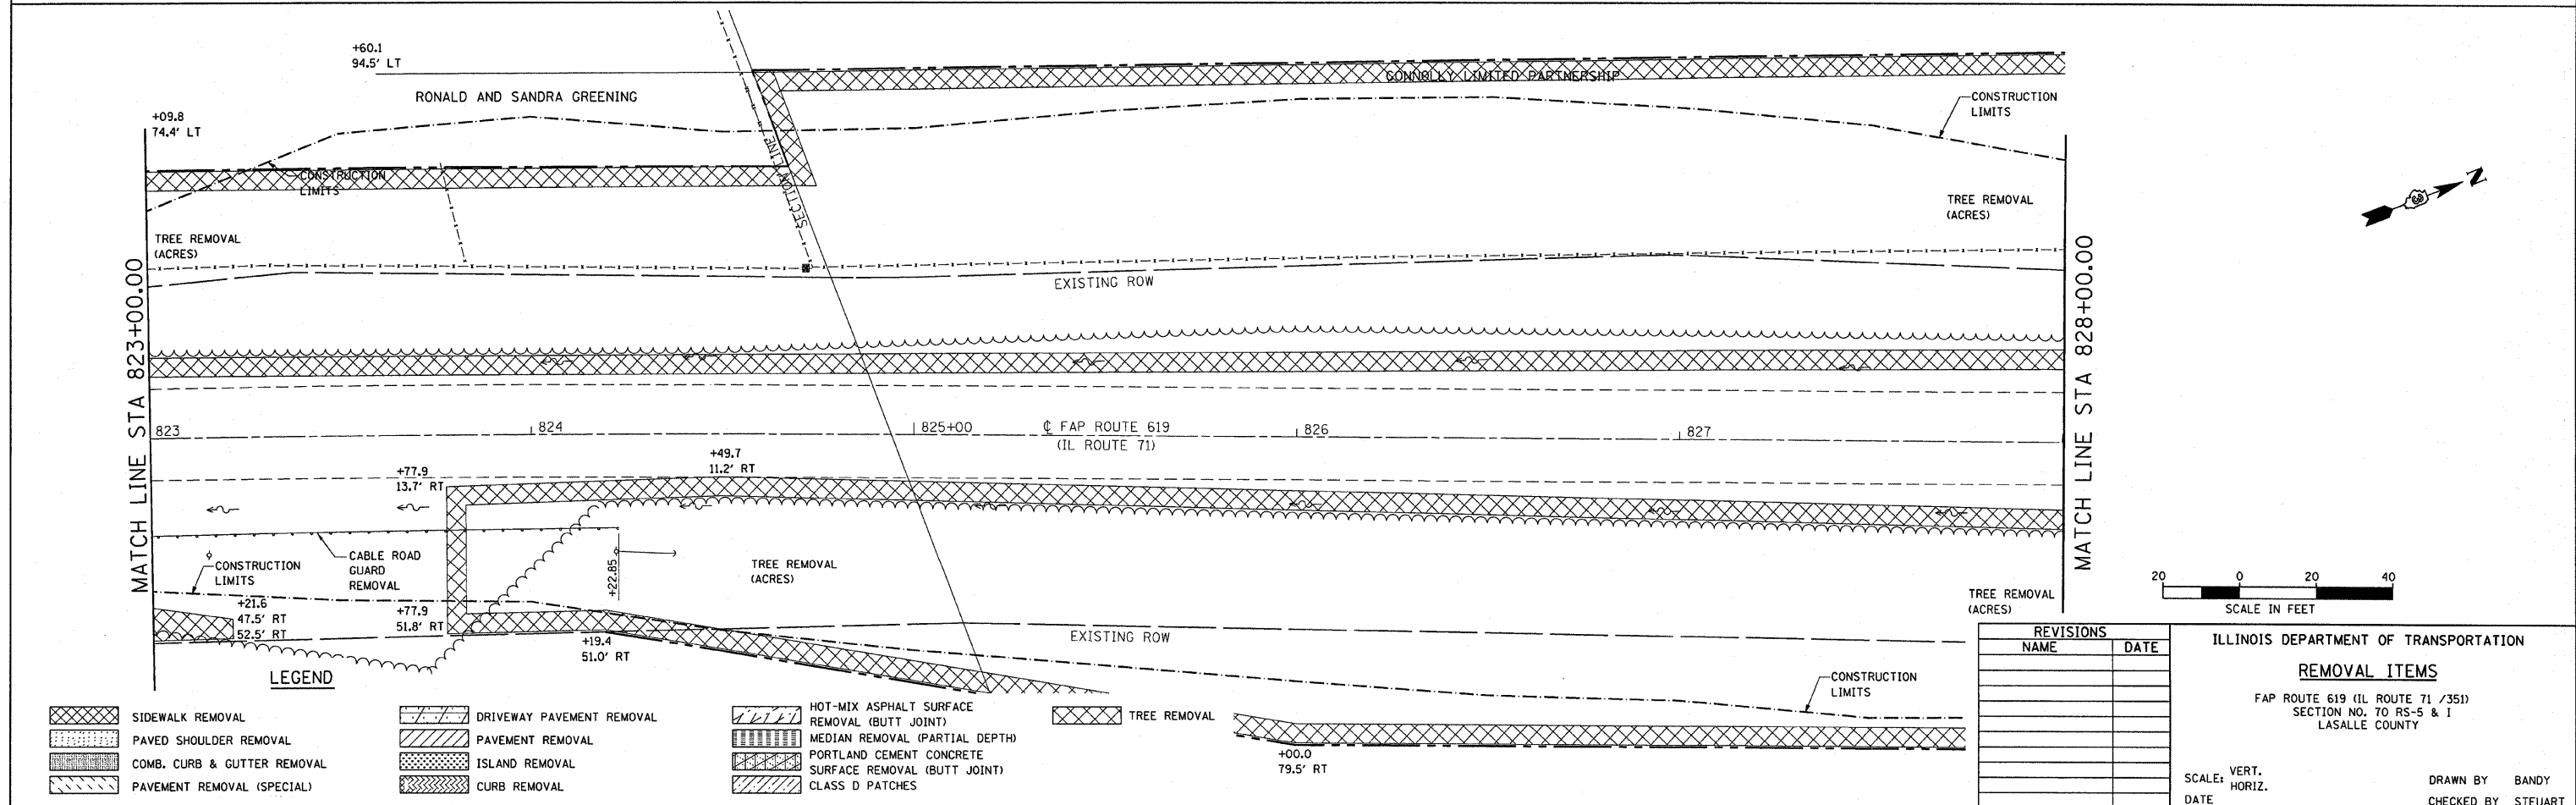 +60.1
94.5' LT
RONALD AND SANDRA GREENING
CONNOLLY LIMITED PARTNERSHIP
CONSTRUCTION
LIMITS
+09.8
74.4' LT
CONSTRUCTION
LIMITS
SECTION LINE
TREE REMOVAL
(ACRES)
TREE REMOVAL
(ACRES)
N
EXISTING ROW
MATCH LINE STA 823+00.00
MATCH LINE STA 828+00.00
823
824
825+00
℄ FAP ROUTE 619
(IL ROUTE 71)
826
827
+49.7
11.2' RT
+77.9
13.7' RT
CABLE ROAD
GUARD
REMOVAL
CONSTRUCTION
LIMITS
+22.85
TREE REMOVAL
(ACRES)
TREE REMOVAL
(ACRES)
+21.6
47.5' RT
52.5' RT
+77.9
51.8' RT
+19.4
51.0' RT
EXISTING ROW
CONSTRUCTION
LIMITS
+00.0
79.5' RT
20 0 20 40
SCALE IN FEET
LEGEND
SIDEWALK REMOVAL
PAVED SHOULDER REMOVAL
COMB. CURB & GUTTER REMOVAL
PAVEMENT REMOVAL (SPECIAL)
DRIVEWAY PAVEMENT REMOVAL
PAVEMENT REMOVAL
ISLAND REMOVAL
CURB REMOVAL
HOT-MIX ASPHALT SURFACE
REMOVAL (BUTT JOINT)
MEDIAN REMOVAL (PARTIAL DEPTH)
PORTLAND CEMENT CONCRETE
SURFACE REMOVAL (BUTT JOINT)
CLASS D PATCHES
TREE REMOVAL
REVISIONS
NAME DATE
ILLINOIS DEPARTMENT OF TRANSPORTATION
REMOVAL ITEMS
FAP ROUTE 619 (IL ROUTE 71 /351)
SECTION NO. 70 RS-5 & I
LASALLE COUNTY
SCALE: VERT.
HORIZ.
DATE
DRAWN BY BANDY
CHECKED BY STEUART